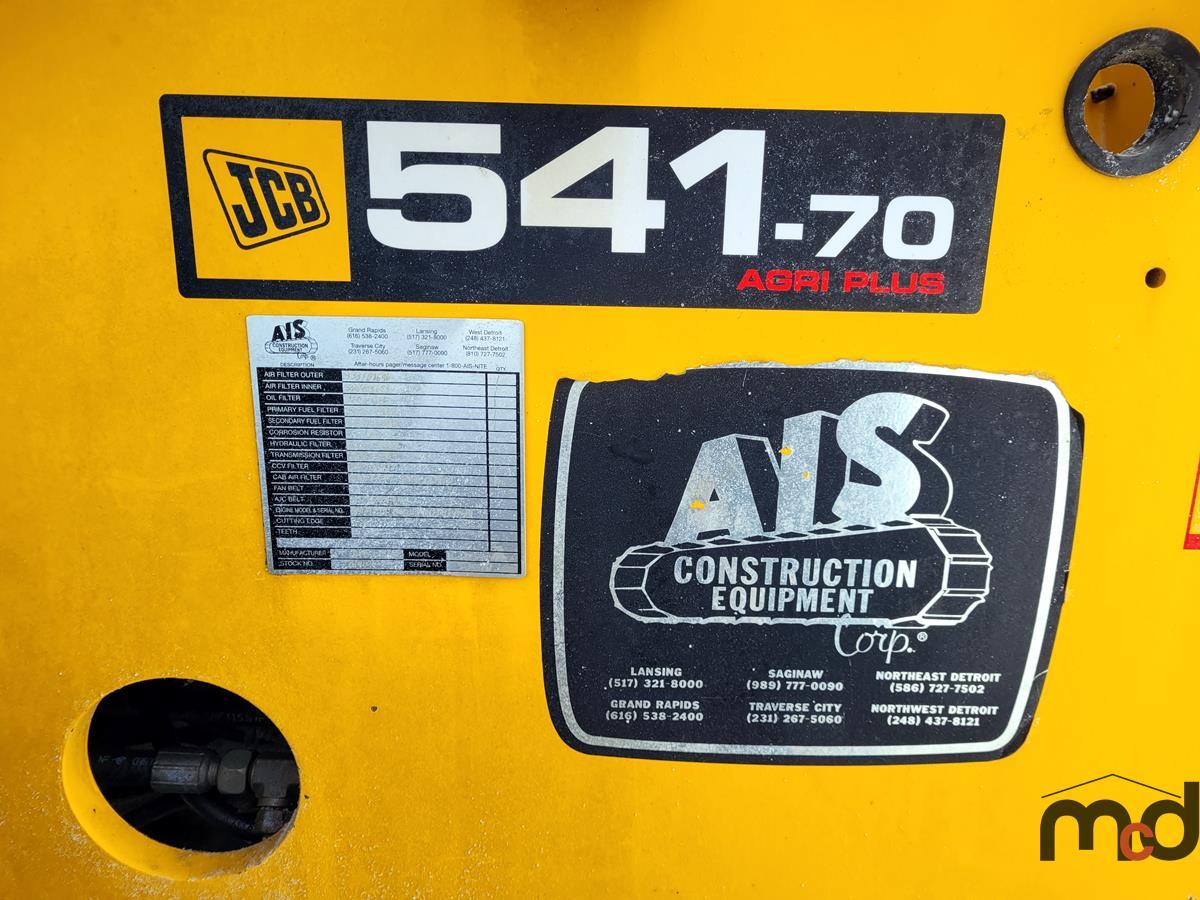 JCB
541-70
AGRI PLUS
AIS
CONSTRUCTION
EQUIPMENT
Corp.®
Grand Rapids Lansing West Detroit
(616) 538-2400 (517) 321-8000 (248) 437-8121
Traverse City Saginaw Northeast Detroit
(231) 267-5060 (517) 777-0090 (810) 727-7502
After-hours pager/message center 1-800-AIS-NITE
DESCRIPTION QTY.
AIR FILTER OUTER
AIR FILTER INNER
OIL FILTER
PRIMARY FUEL FILTER
SECONDARY FUEL FILTER
CORROSION RESISTOR
HYDRAULIC FILTER
TRANSMISSION FILTER
CCV FILTER
CAB AIR FILTER
FAN BELT
A/C BELT
ENGINE MODEL & SERIAL NO.
CUTTING EDGE
TEETH
MANUFACTURER MODEL
STOCK NO. SERIAL NO.
AIS
CONSTRUCTION
EQUIPMENT
Corp.®
LANSING SAGINAW NORTHEAST DETROIT
(517) 321-8000 (989) 777-0090 (586) 727-7502
GRAND RAPIDS TRAVERSE CITY NORTHWEST DETROIT
(616) 538-2400 (231) 267-5060 (248) 437-8121
mcd